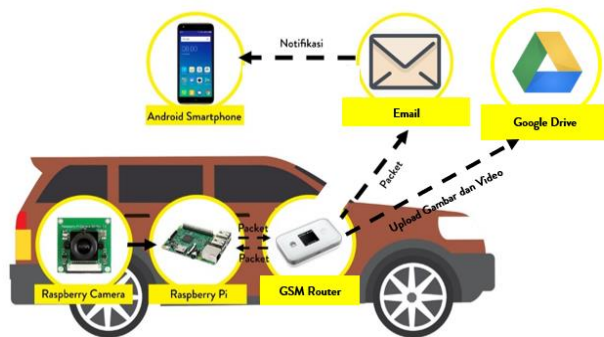 Notifikasi
Android Smartphone
Email
Google Drive
Packet
Upload Gambar dan Video
Packet
Packet
Raspberry Camera
Raspberry Pi
GSM Router